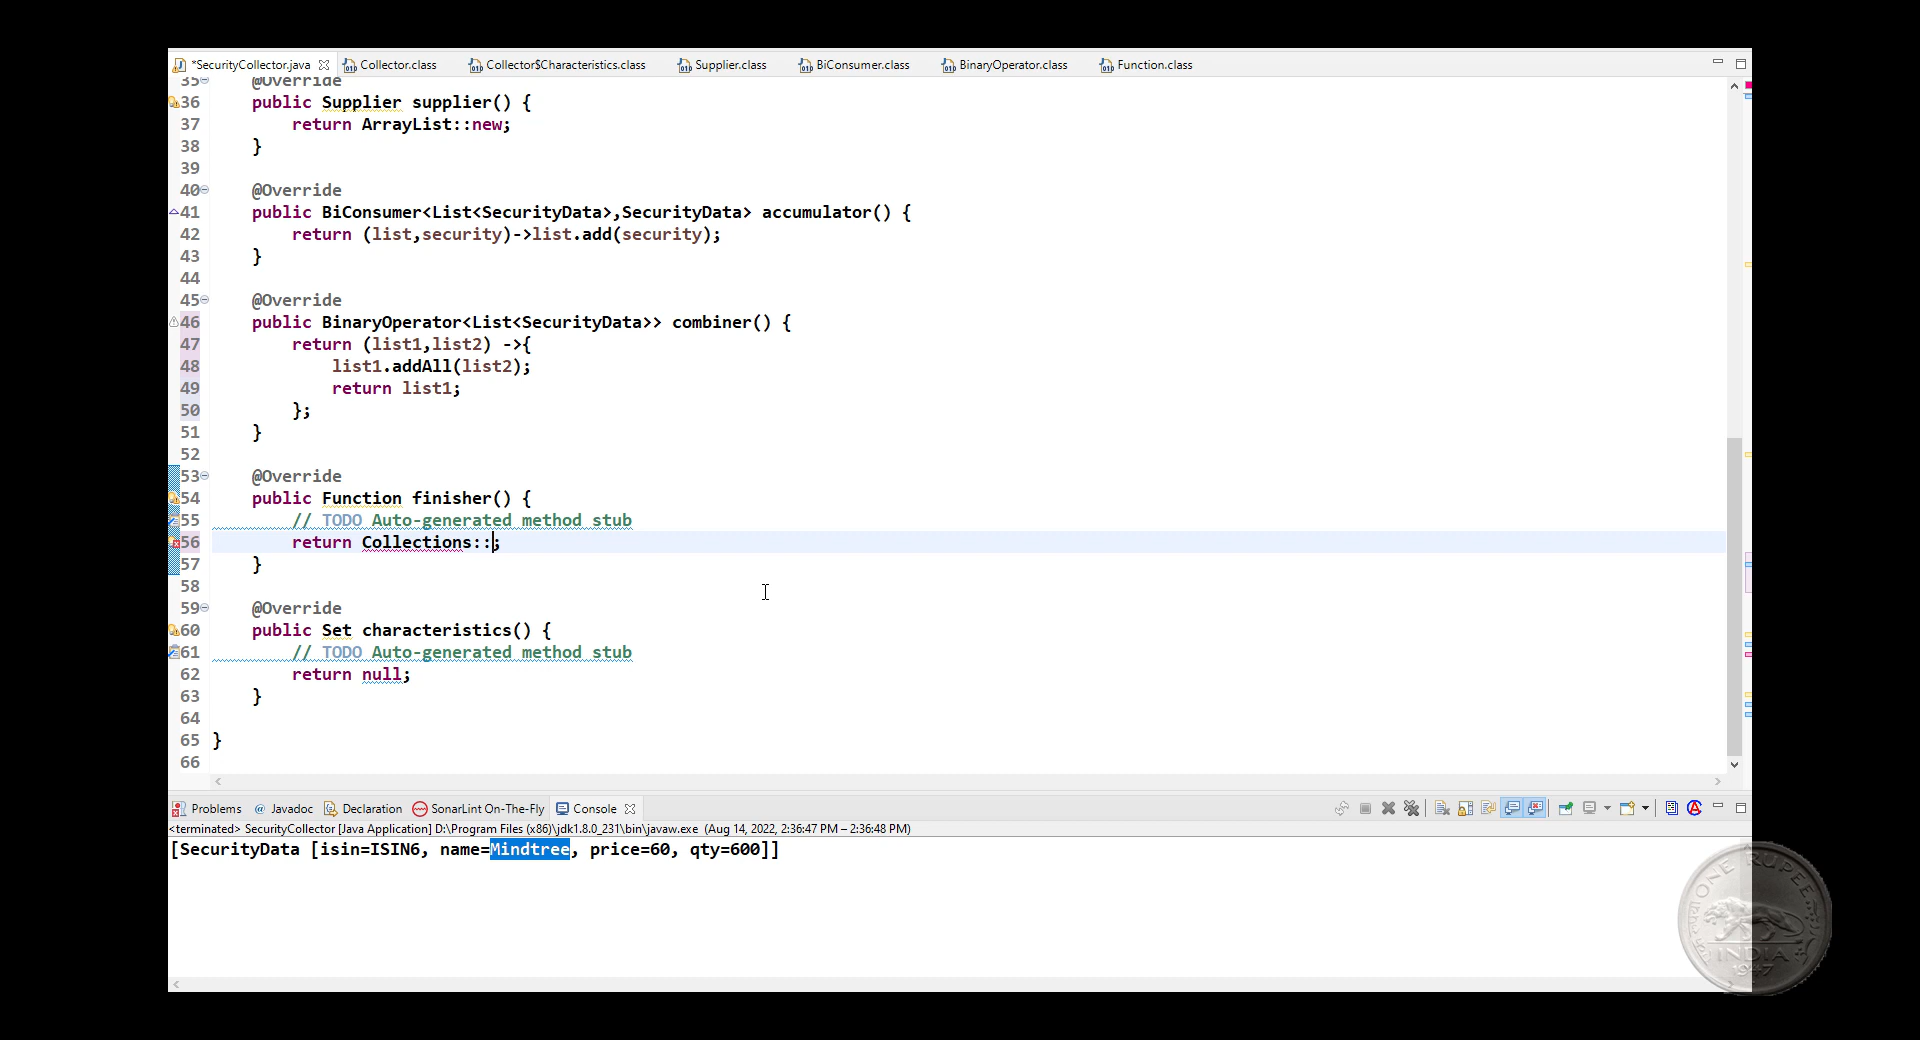 *SecurityCollector.java Collector.class Collector$Characteristics.class Supplier.class BiConsumer.class BinaryOperator.class Function.class
35 @Override
36 public Supplier supplier() {
37 return ArrayList::new;
38 }
39
40 @Override
41 public BiConsumer<List<SecurityData>,SecurityData> accumulator() {
42 return (list,security)->list.add(security);
43 }
44
45 @Override
46 public BinaryOperator<List<SecurityData>> combiner() {
47 return (list1,list2) ->{
48 list1.addAll(list2);
49 return list1;
50 };
51 }
52
53 @Override
54 public Function finisher() {
55 // TODO Auto-generated method stub
56 return Collections::;
57 }
58
59 @Override
60 public Set characteristics() {
61 // TODO Auto-generated method stub
62 return null;
63 }
64
65 }
66
Problems @ Javadoc Declaration SonarLint On-The-Fly Console
<terminated> SecurityCollector [Java Application] D:\Program Files (x86)\jdk1.8.0_231\bin\javaw.exe (Aug 14, 2022, 2:36:47 PM – 2:36:48 PM)
[SecurityData [isin=ISIN6, name=Mindtree, price=60, qty=600]]
ONE RUPEE
INDIA
1947